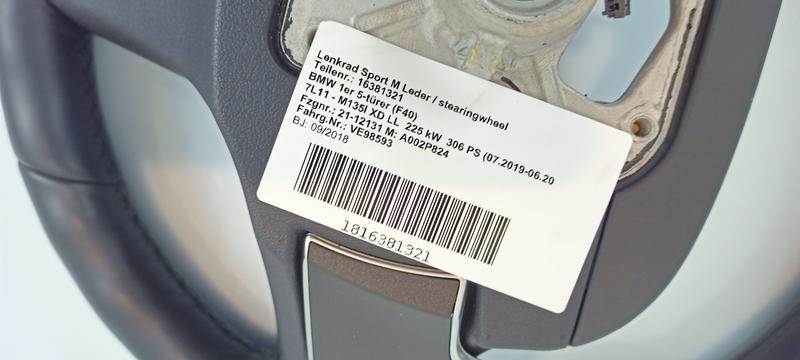 Lenkrad Sport M Leder / stearingwheel
Teilenr.: 16381321
BMW 1er 5-türer (F40)
7L11 - M135I XD LL 225 kW 306 PS (07.2019-06.20
Fzgnr.: 21-12131 M: A002P824
Fahrg.Nr.: VE98593
BJ: 09/2018
1816381321